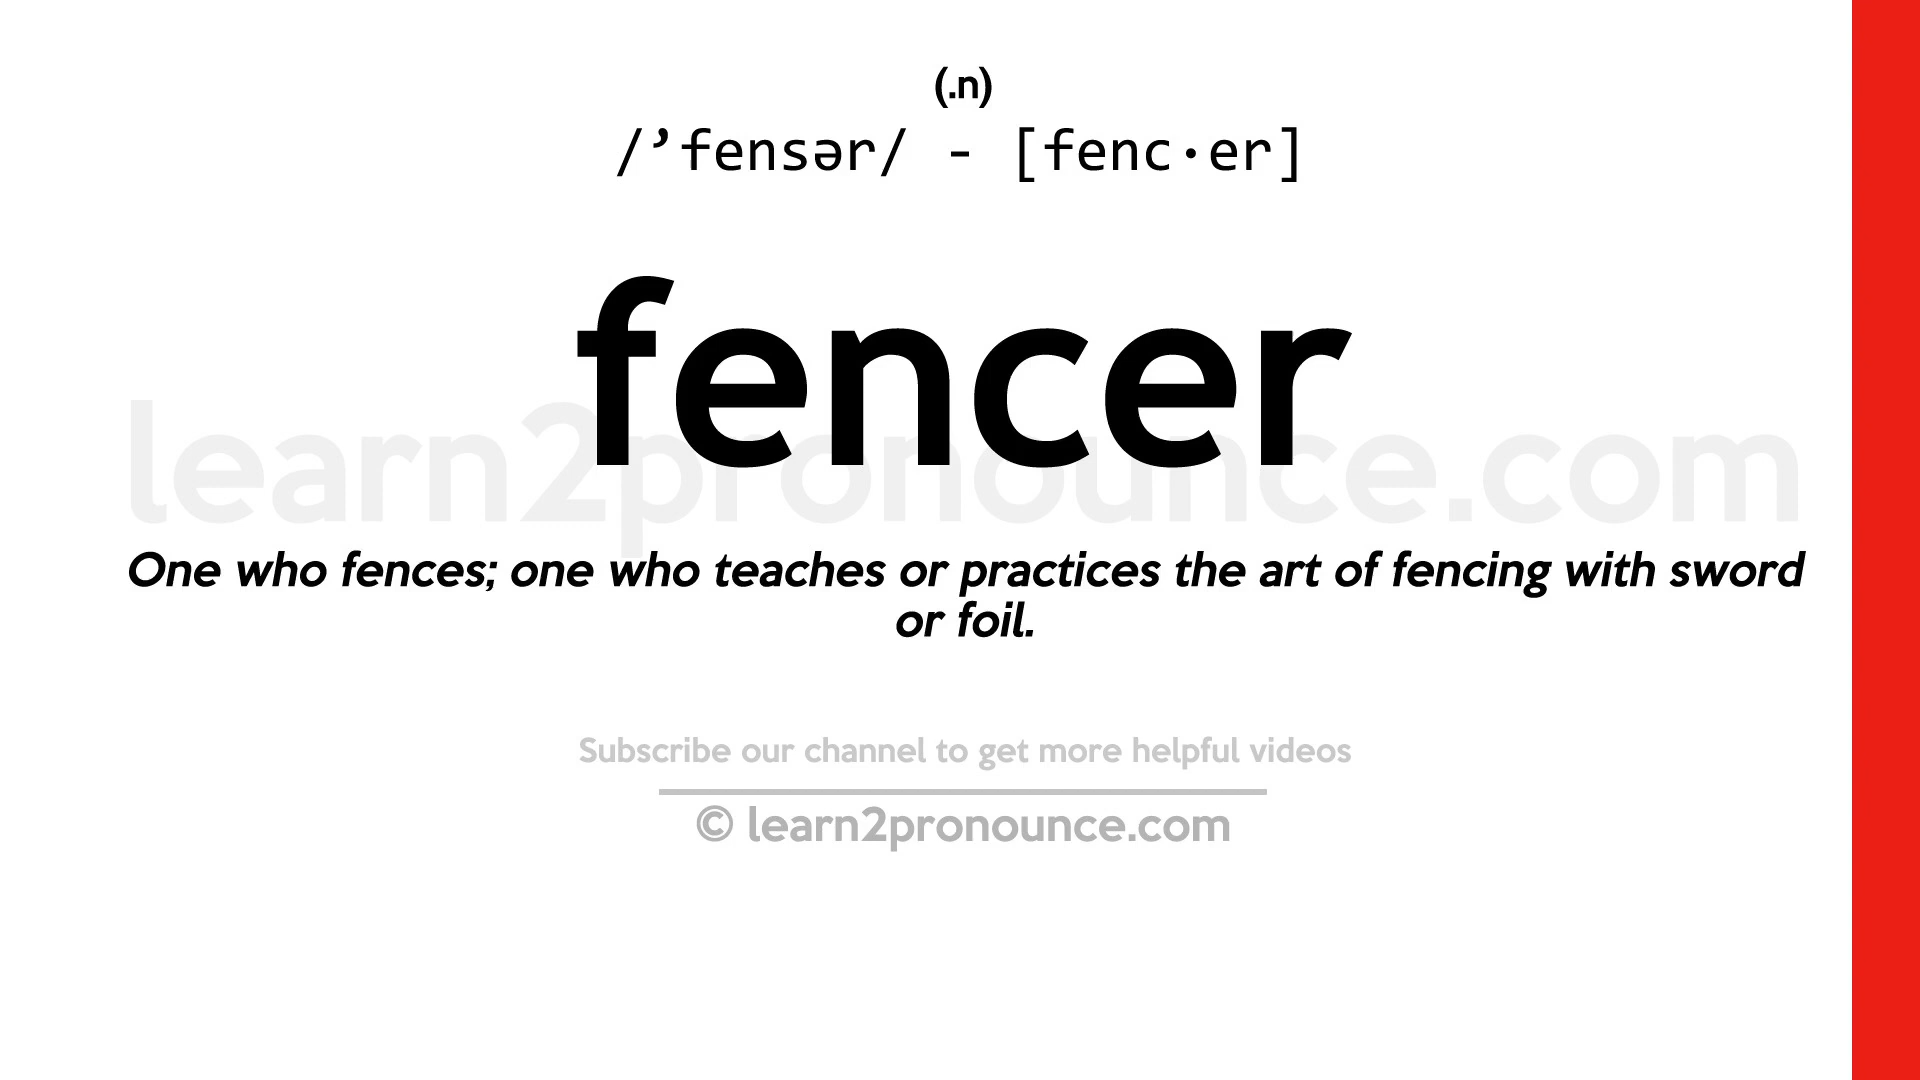 (.n)
/’fensər/ - [fenc·er]
fencer
learn2pronounce.com
One who fences; one who teaches or practices the art of fencing with sword
or foil.
Subscribe our channel to get more helpful videos
© learn2pronounce.com